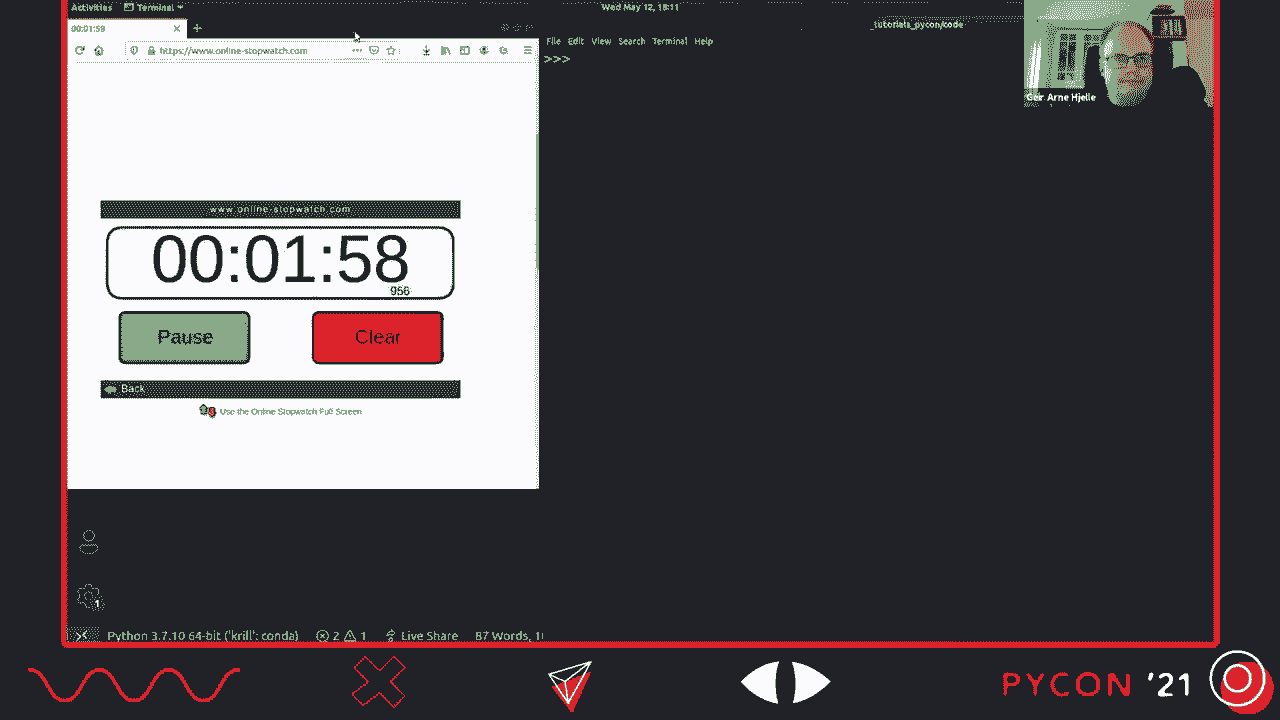 Activities Terminal Wed May 12, 18:11
00:01:59
_tutorials_pycon/code
https://www.online-stopwatch.com
File Edit View Search Terminal Help
>>>
Geir Arne Hjelle
www.online-stopwatch.com
00:01:58
956
Pause Clear
Back
Use the Online Stopwatch Full Screen
1
Python 3.7.10 64-bit ('krill': conda) 2 1 Live Share 87 Words,
PYCON '21